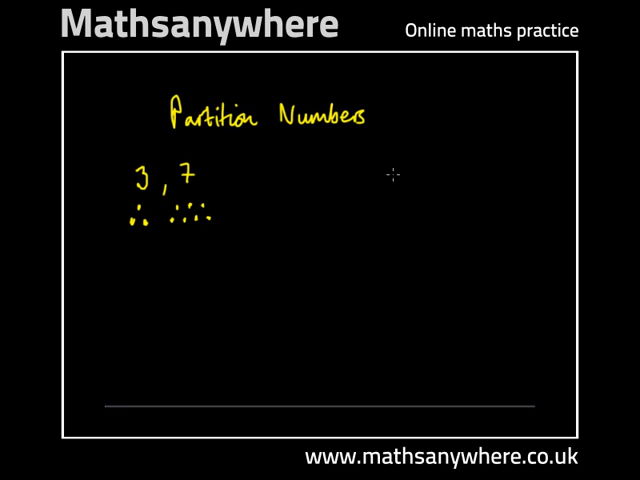 Mathsanywhere
Online maths practice
Partition Numbers
3, 7
www.mathsanywhere.co.uk